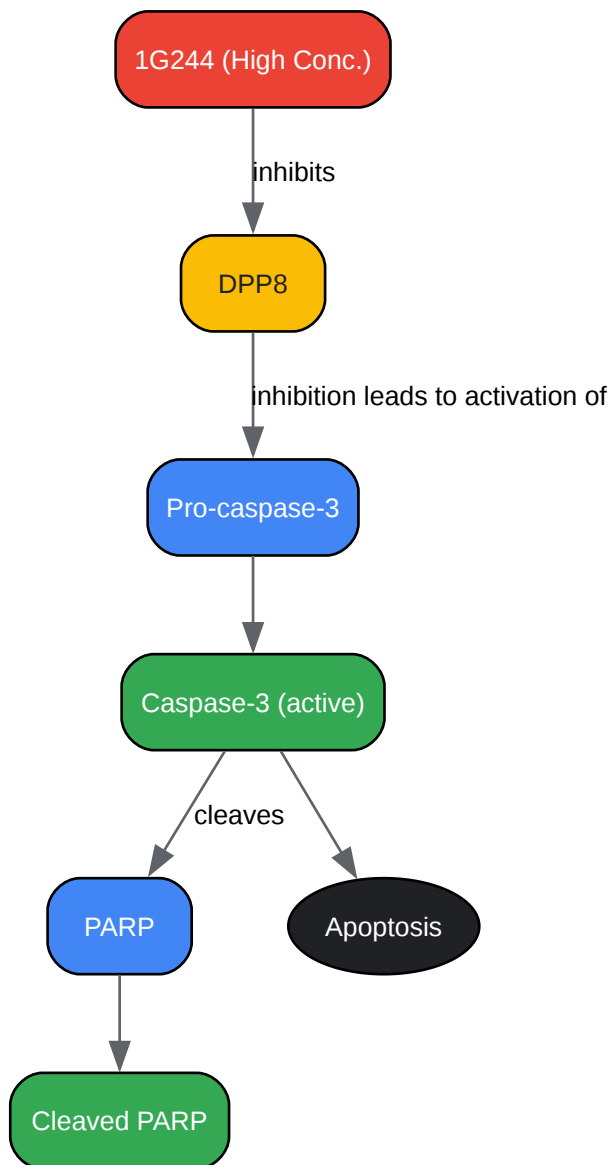 1G244 (High Conc.)
inhibits
DPP8
inhibition leads to activation of
Pro-caspase-3
Caspase-3 (active)
cleaves
PARP
Apoptosis
Cleaved PARP